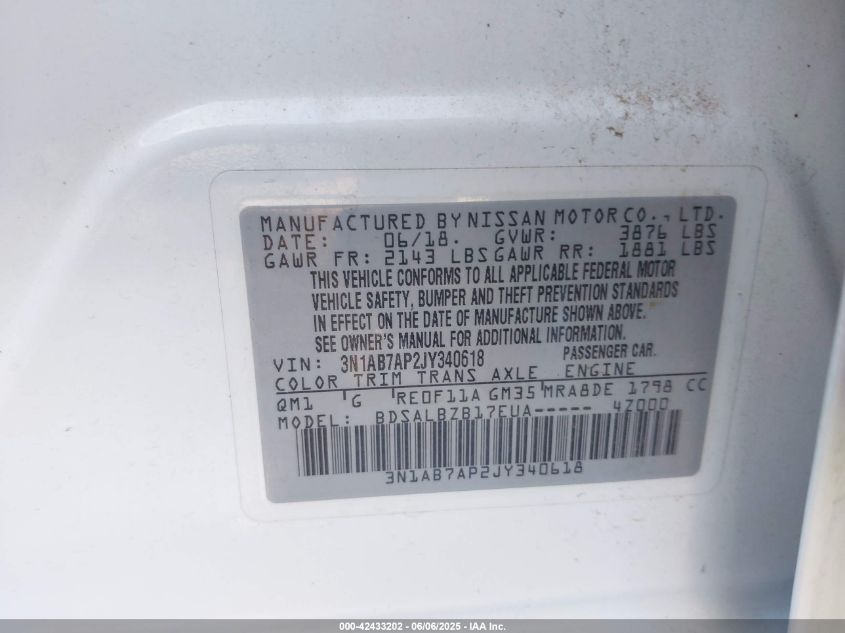 MANUFACTURED BY NISSAN MOTOR CO., LTD.
DATE: 06/18. GVWR: 3876 LBS
GAWR FR: 2143 LBS GAWR RR: 1881 LBS
THIS VEHICLE CONFORMS TO ALL APPLICABLE FEDERAL MOTOR
VEHICLE SAFETY, BUMPER AND THEFT PREVENTION STANDARDS
IN EFFECT ON THE DATE OF MANUFACTURE SHOWN ABOVE.
SEE OWNER'S MANUAL FOR ADDITIONAL INFORMATION.
VIN: 3N1AB7AP2JY340618 PASSENGER CAR.
COLOR TRIM TRANS AXLE ENGINE
QM1 G RE0F11A GM35 MRA8DE 1798 CC
MODEL: BDSALBZB17EUA----- 4Z000
3N1AB7AP2JY340618
000-42433202 - 06/06/2025 - IAA Inc.